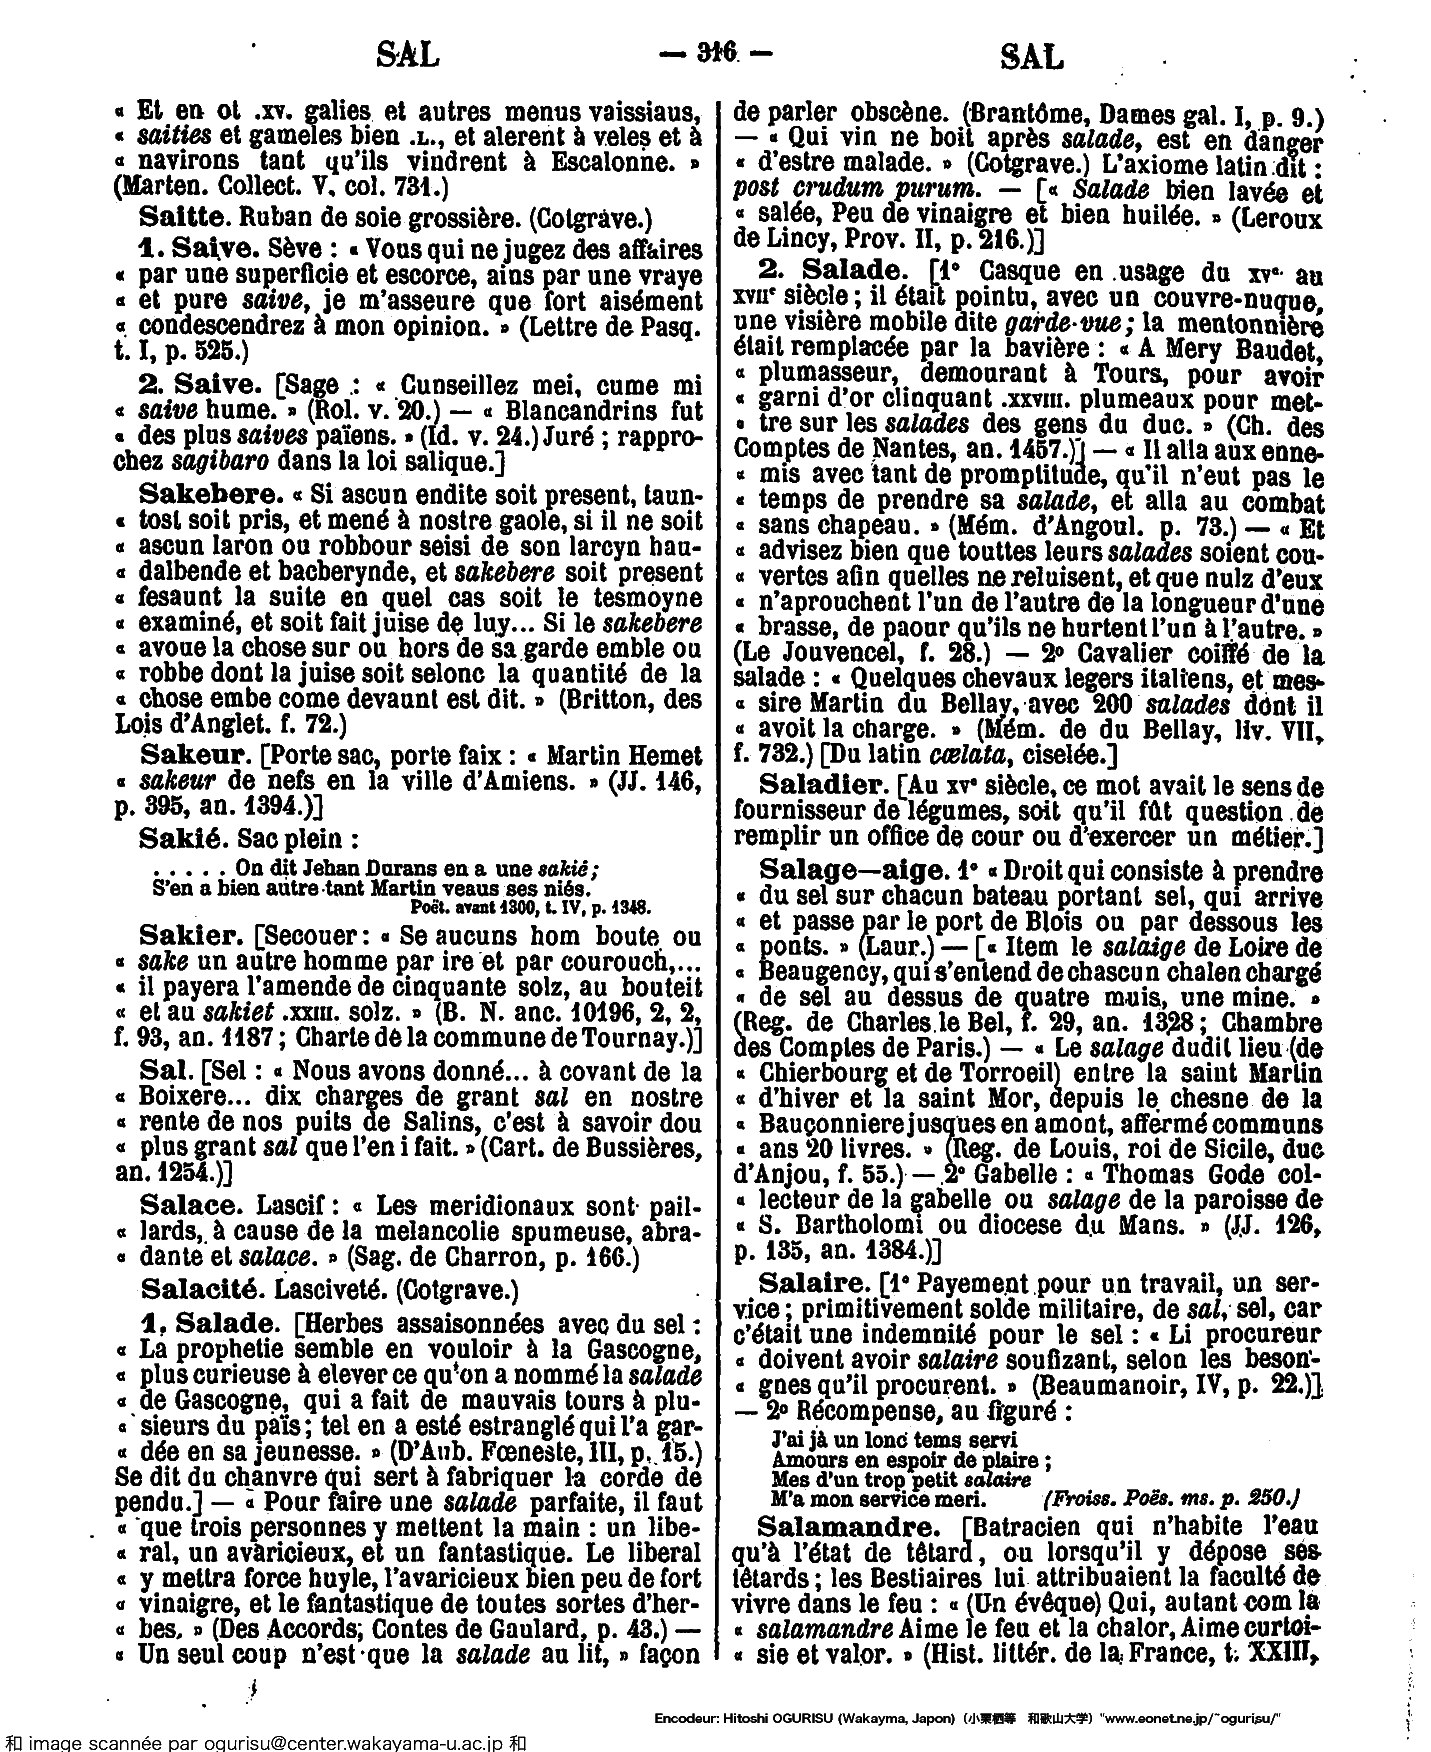 SAL
— 316 —
SAL
« Et en ot .xv. galies et autres menus vaissiaus,
« saities et gameles bien .L., et alerent à veles et à
« navirons tant qu'ils vindrent à Escalonne. »
(Marten. Collect. V, col. 731.)
Saitte. Ruban de soie grossière. (Cotgrave.)
1. Saive. Sève : « Vous qui ne jugez des affaires
« par une superficie et escorce, ains par une vraye
« et pure saive, je m'asseure que fort aisément
« condescendrez à mon opinion. » (Lettre de Pasq.
t. I, p. 525.)
2. Saive. [Sage : « Cunseillez mei, cume mi
« saive hume. » (Rol. v. 20.) — « Blancandrins fut
« des plus saives païens. » (Id. v. 24.) Juré ; rappro-
chez sagibaro dans la loi salique.]
Sakebere. « Si ascun endite soit present, taun-
« tost soit pris, et mené à nostre gaole, si il ne soit
« ascun laron ou robbour seisi de son larcyn hau-
« dalbende et bacberynde, et sakebere soit present
« fesaunt la suite en quel cas soit le tesmoyne
« examiné, et soit fait juise de luy... Si le sakebere
« avoue la chose sur ou hors de sa garde emble ou
« robbe dont la juise soit selonc la quantité de la
« chose embe come devaunt est dit. » (Britton, des
Lois d'Anglet. f. 72.)
Sakeur. [Porte sac, porte faix : « Martin Hemet
« sakeur de nefs en la ville d'Amiens. » (JJ. 146,
p. 395, an. 1394.)]
Sakié. Sac plein :
. . . . . On dit Jehan Durans en a une sakié ;
S'en a bien autre tant Martin veaus ses niés.
Poët. avant 1300, t. IV, p. 1348.
Sakier. [Secouer : « Se aucuns hom boute ou
« sake un autre homme par ire et par courouch,...
« il payera l'amende de cinquante solz, au bouteit
« et au sakiet .XXIII. solz. » (B. N. anc. 10196, 2, 2,
f. 93, an. 1187 ; Charte de la commune de Tournay.)]
Sal. [Sel : « Nous avons donné... à covant de la
« Boixere... dix charges de grant sal en nostre
« rente de nos puits de Salins, c'est à savoir dou
« plus grant sal que l'en i fait. » (Cart. de Bussières,
an. 1254.)]
Salace. Lascif : « Les meridionaux sont pail-
« lards, à cause de la melancolie spumeuse, abra-
« dante et salace. » (Sag. de Charron, p. 166.)
Salacité. Lasciveté. (Cotgrave.)
1. Salade. [Herbes assaisonnées avec du sel :
« La prophetie semble en vouloir à la Gascogne,
« plus curieuse à elever ce qu'on a nommé la salade
« de Gascogne, qui a fait de mauvais tours à plu-
« sieurs du païs ; tel en a esté estranglé qui l'a gar-
« dée en sa jeunesse. » (D'Aub. Fœneste, III, p. 15.)
Se dit du chanvre qui sert à fabriquer la corde de
pendu.] — « Pour faire une salade parfaite, il faut
« que trois personnes y mettent la main : un libe-
« ral, un avaricieux, et un fantastique. Le liberal
« y mettra force huyle, l'avaricieux bien peu de fort
« vinaigre, et le fantastique de toutes sortes d'her-
« bes. » (Des Accords; Contes de Gaulard, p. 43.) —
« Un seul coup n'est que la salade au lit, » façon
de parler obscène. (Brantôme, Dames gal. I, p. 9.)
— « Qui vin ne boit après salade, est en danger
« d'estre malade. » (Cotgrave.) L'axiome latin dit :
post crudum purum. — [« Salade bien lavée et
« salée, Peu de vinaigre et bien huilée. » (Leroux
de Lincy, Prov. II, p. 216.)]
2. Salade. [1° Casque en usage du XVe au
XVIIe siècle ; il était pointu, avec un couvre-nuque,
une visière mobile dite garde-vue ; la mentonnière
était remplacée par la bavière : « A Mery Baudet,
« plumasseur, demourant à Tours, pour avoir
« garni d'or clinquant .XXVIII. plumeaux pour met-
« tre sur les salades des gens du duc. » (Ch. des
Comptes de Nantes, an. 1457.)] — « Il alla aux enne-
« mis avec tant de promptitude, qu'il n'eut pas le
« temps de prendre sa salade, et alla au combat
« sans chapeau. » (Mém. d'Angoul. p. 73.) — « Et
« advisez bien que touttes leurs salades soient cou-
« vertes afin quelles ne reluisent, et que nulz d'eux
« n'aprouchent l'un de l'autre de la longueur d'une
« brasse, de paour qu'ils ne hurtent l'un à l'autre. »
(Le Jouvencel, f. 28.) — 2° Cavalier coiffé de la
salade : « Quelques chevaux legers italiens, et mes-
« sire Martin du Bellay, avec 200 salades dont il
« avoit la charge. » (Mém. de du Bellay, liv. VII,
f. 732.) [Du latin cœlata, ciselée.]
Saladier. [Au XVe siècle, ce mot avait le sens de
fournisseur de légumes, soit qu'il fût question de
remplir un office de cour ou d'exercer un métier.]
Salage—aige. 1° « Droit qui consiste à prendre
« du sel sur chacun bateau portant sel, qui arrive
« et passe par le port de Blois ou par dessous les
« ponts. » (Laur.) — [« Item le salaige de Loire de
« Beaugency, qui s'entend de chascun chalen chargé
« de sel au dessus de quatre muis, une mine. »
(Reg. de Charles le Bel, f. 29, an. 1328 ; Chambre
des Comptes de Paris.) — « Le salage dudit lieu (de
« Chierbourg et de Torroeil) entre la saint Martin
« d'hiver et la saint Mor, depuis le chesne de la
« Bauçonniere jusques en amont, affermé communs
« ans 20 livres. » (Reg. de Louis, roi de Sicile, duc
d'Anjou, f. 55.) — 2° Gabelle : « Thomas Gode col-
« lecteur de la gabelle ou salage de la paroisse de
« S. Bartholomi ou diocese du Mans. » (JJ. 126,
p. 135, an. 1384.)]
Salaire. [1° Payement pour un travail, un ser-
vice ; primitivement solde militaire, de sal, sel, car
c'était une indemnité pour le sel : « Li procureur
« doivent avoir salaire soufizant, selon les beson-
« gnes qu'il procurent. » (Beaumanoir, IV, p. 22.)]
— 2° Récompense, au figuré :
J'ai jà un lonc tems servi
Amours en espoir de plaire ;
Mes d'un trop petit salaire
M'a mon service meri. (Froiss. Poës. ms. p. 250.)
Salamandre. [Batracien qui n'habite l'eau
qu'à l'état de têtard, ou lorsqu'il y dépose ses
têtards ; les Bestiaires lui attribuaient la faculté de
vivre dans le feu : « (Un évêque) Qui, autant com la
« salamandre Aime le feu et la chalor, Aime curtoi-
« sie et valor. » (Hist. littér. de la France, t. XXIII,
Encodeur: Hitoshi OGURISU (Wakayma, Japon) (小栗栖等 和歌山大学) "www.eonet.ne.jp/~ogurisu/"
和 image scannée par ogurisu@center.wakayama-u.ac.jp 和